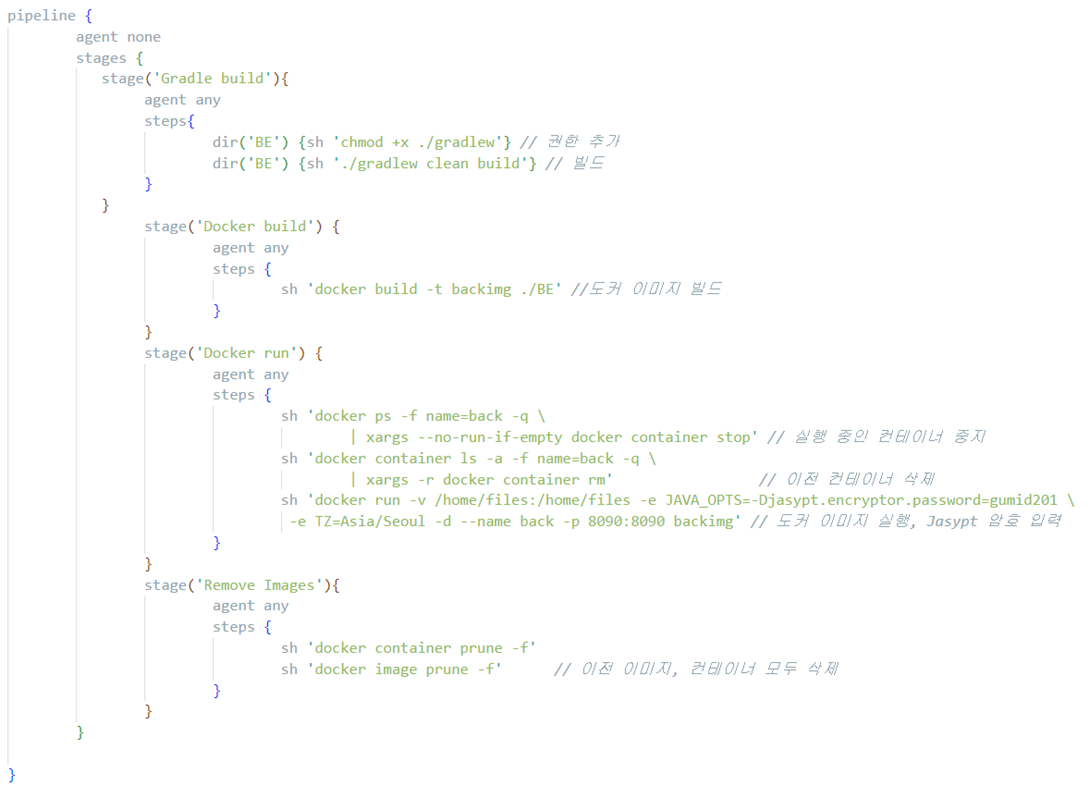 pipeline {
agent none
stages {
stage('Gradle build'){
agent any
steps{
dir('BE') {sh 'chmod +x ./gradlew'} // 권한 추가
dir('BE') {sh './gradlew clean build'} // 빌드
}
}
stage('Docker build') {
agent any
steps {
sh 'docker build -t backimg ./BE' //도커 이미지 빌드
}
}
stage('Docker run') {
agent any
steps {
sh 'docker ps -f name=back -q \
| xargs --no-run-if-empty docker container stop' // 실행 중인 컨테이너 중지
sh 'docker container ls -a -f name=back -q \
| xargs -r docker container rm' // 이전 컨테이너 삭제
sh 'docker run -v /home/files:/home/files -e JAVA_OPTS=-Djasypt.encryptor.password=gumid201 \
-e TZ=Asia/Seoul -d --name back -p 8090:8090 backimg' // 도커 이미지 실행, Jasypt 암호 입력
}
}
stage('Remove Images'){
agent any
steps {
sh 'docker container prune -f'
sh 'docker image prune -f' // 이전 이미지, 컨테이너 모두 삭제
}
}
}
}